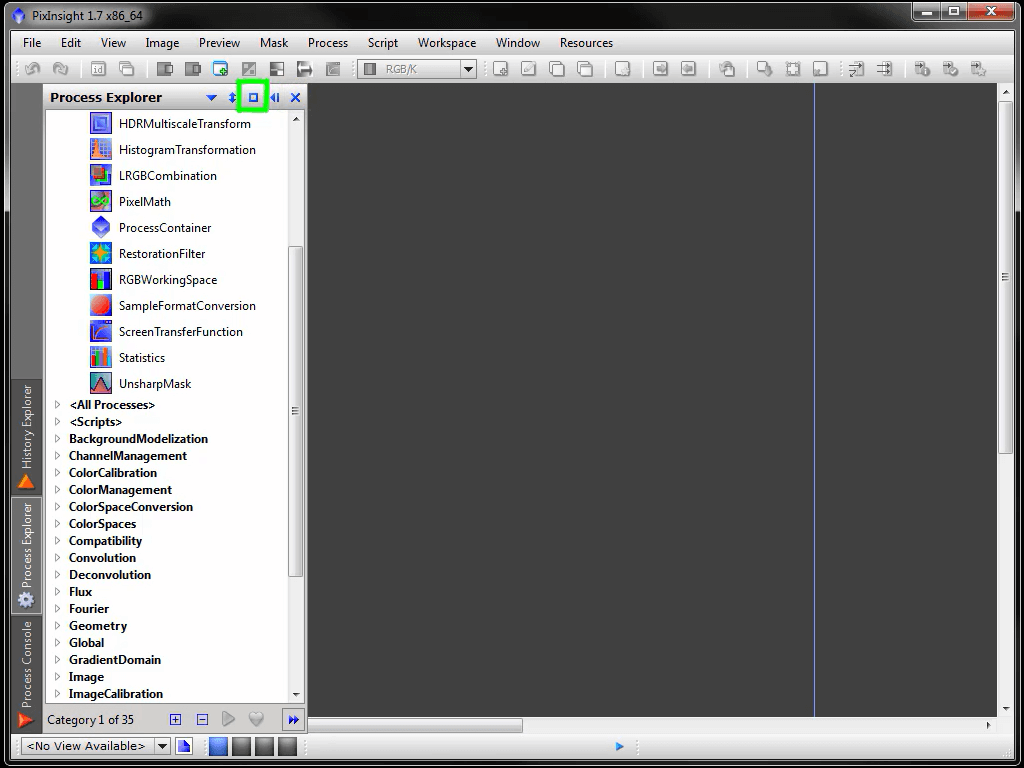 PixInsight 1.7 x86_64
File Edit View Image Preview Mask Process Script Workspace Window Resources
id RGB/K
Process Explorer
HDRMultiscaleTransform
HistogramTransformation
LRGBCombination
PixelMath
ProcessContainer
RestorationFilter
RGBWorkingSpace
SampleFormatConversion
ScreenTransferFunction
Statistics
UnsharpMask
<All Processes>
<Scripts>
BackgroundModelization
ChannelManagement
ColorCalibration
ColorManagement
ColorSpaceConversion
ColorSpaces
Compatibility
Convolution
Deconvolution
Flux
Fourier
Geometry
Global
GradientDomain
Image
ImageCalibration
History Explorer
Process Explorer
Process Console
Category 1 of 35
<No View Available>